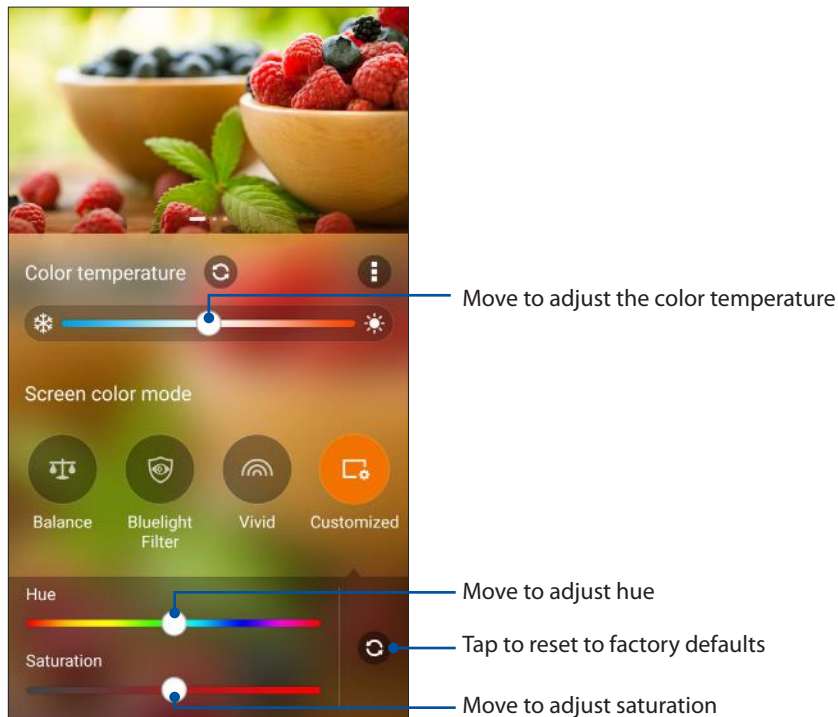 Color temperature
Move to adjust the color temperature
Screen color mode
Balance
Bluelight
Filter
Vivid
Customized
Hue
Move to adjust hue
Tap to reset to factory defaults
Saturation
Move to adjust saturation